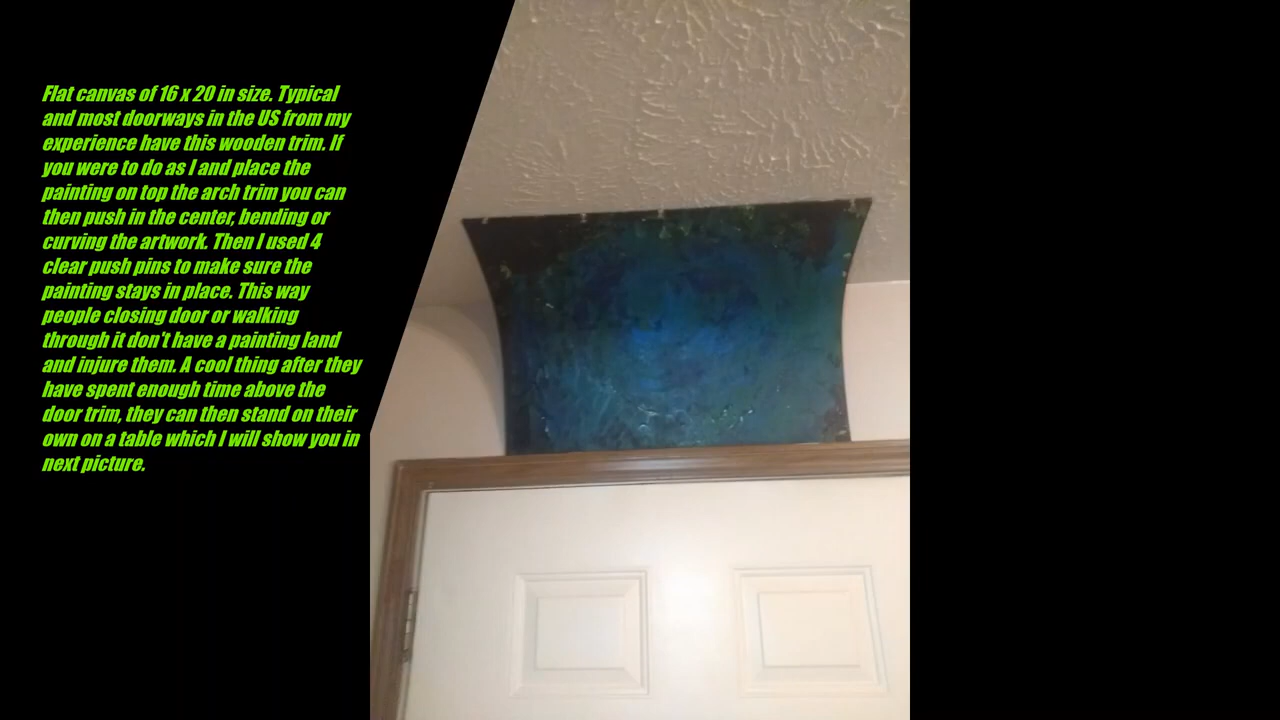 Flat canvas of 16 x 20 in size. Typical
and most doorways in the US from my
experience have this wooden trim. If
you were to do as I and place the
painting on top the arch trim you can
then push in the center, bending or
curving the artwork. Then I used 4
clear push pins to make sure the
painting stays in place. This way
people closing door or walking
through it don't have a painting land
and injure them. A cool thing after they
have spent enough time above the
door trim, they can then stand on their
own on a table which I will show you in
next picture.